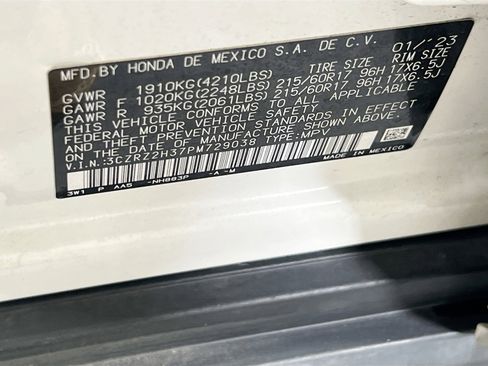 MFD.BY HONDA DE MEXICO S.A. DE C.V. 01/'23
TIRE SIZE RIM SIZE
GVWR 1910KG(4210LBS)
GAWR F 1020KG(2248LBS) 215/60R17 96H 17X6.5J
GAWR R 935KG(2061LBS) 215/60R17 96H 17X6.5J
THIS VEHICLE CONFORMS TO ALL APPLICABLE
FEDERAL MOTOR VEHICLE SAFETY, BUMPER, AND
THEFT PREVENTION STANDARDS IN EFFECT ON THE
DATE OF MANUFACTURE SHOWN ABOVE.
V.I.N.:3CZRZ2H37PM729038 TYPE:MPV
MADE IN MEXICO
3W1 P AA5 -NH883P -A -M